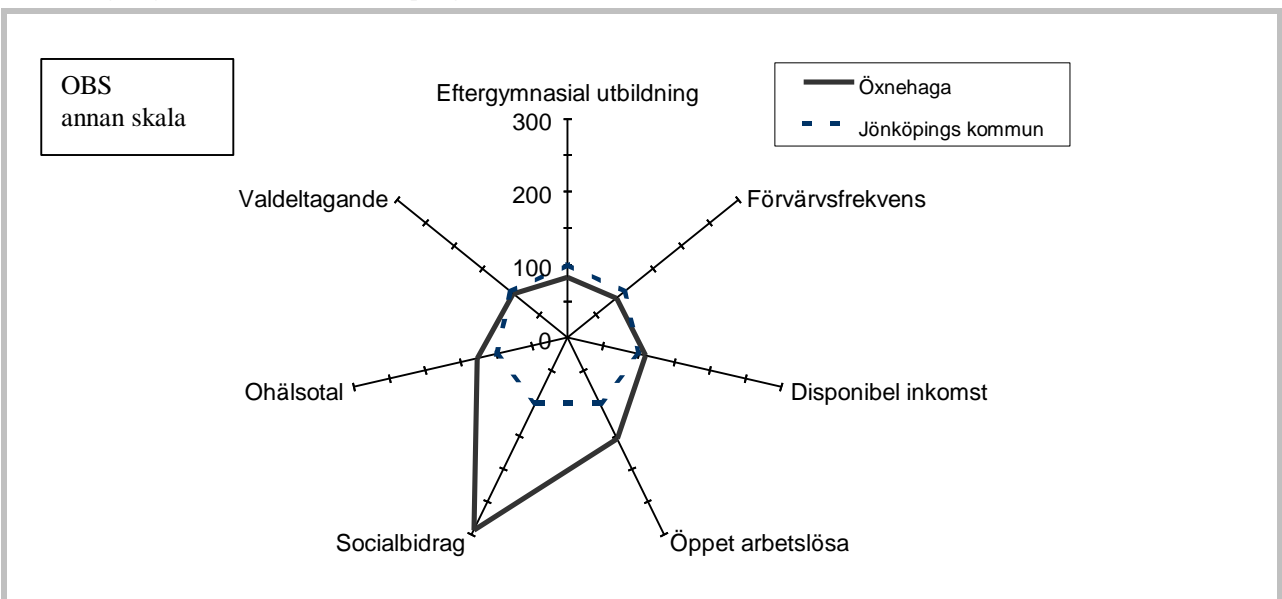 OBS
annan skala
Eftergymnasial utbildning
Öxnehaga
Jönköpings kommun
300
200
100
0
Valdeltagande
Förvärvsfrekvens
Ohälsotal
Disponibel inkomst
Socialbidrag
Öppet arbetslösa